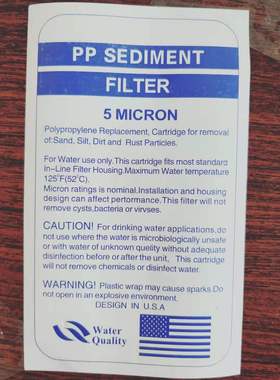 PP SEDIMENT
FILTER
5 MICRON
Polypropylene Replacement, Cartridge for removal
of:Sand, Silt, Dirt and Rust Particies.
For Water use only.This cartridge fits most standard
In-Line Filter Housing.Maximum Water temperature
125°F(52°C).
Micron ratings is nominal.Installation and housing
design can affect pertormance.This filter will not
remove cysts,bacteria or virvses.
CAUTION! For drinking water applications,do
not use where the water is microbiologically unsafe
or with water of unknown quality without adequate
disinfection before or after the unit, This cartridge
will not remove chemicals or disinfect water.
WARNING! Plastic wrap may cause sparks.Do
not open in an explosive environment.
DESIGN IN U.S.A
Water
Quality